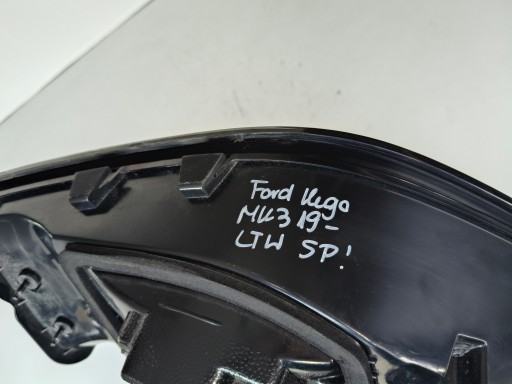 Ford Kuga
MK3 19-
LTW SP!